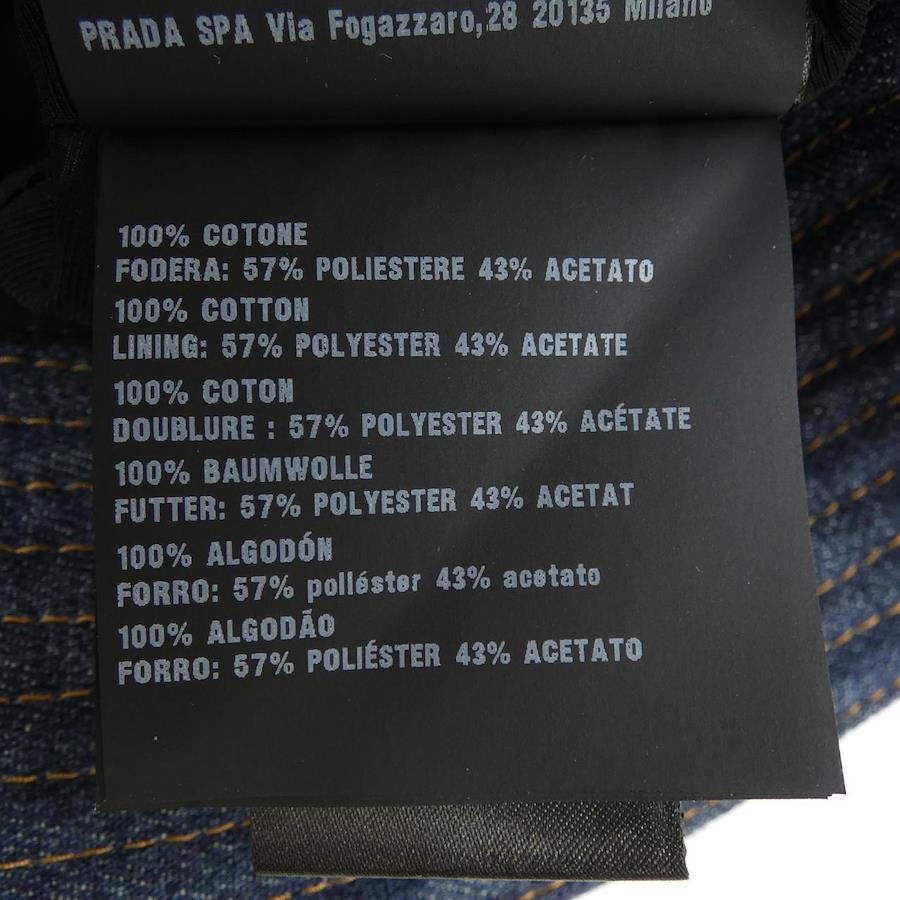 PRADA SPA Via Fogazzaro,28 20135 Milano
100% COTONE
FODERA: 57% POLIESTERE 43% ACETATO
100% COTTON
LINING: 57% POLYESTER 43% ACETATE
100% COTON
DOUBLURE : 57% POLYESTER 43% ACÉTATE
100% BAUMWOLLE
FUTTER: 57% POLYESTER 43% ACETAT
100% ALGODÓN
FORRO: 57% poliéster 43% acetato
100% ALGODÃO
FORRO: 57% POLIÉSTER 43% ACETATO